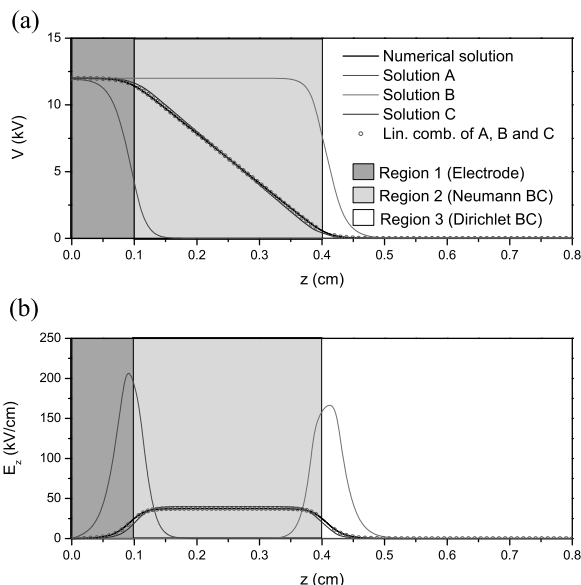 (a)
15
10
5
0
V (kV)
Numerical solution
Solution A
Solution B
Solution C
Lin. comb. of A, B and C
Region 1 (Electrode)
Region 2 (Neumann BC)
Region 3 (Dirichlet BC)
0.0 0.1 0.2 0.3 0.4 0.5 0.6 0.7 0.8
z (cm)
(b)
250
200
150
100
50
0
E_z (kV/cm)
0.0 0.1 0.2 0.3 0.4 0.5 0.6 0.7 0.8
z (cm)